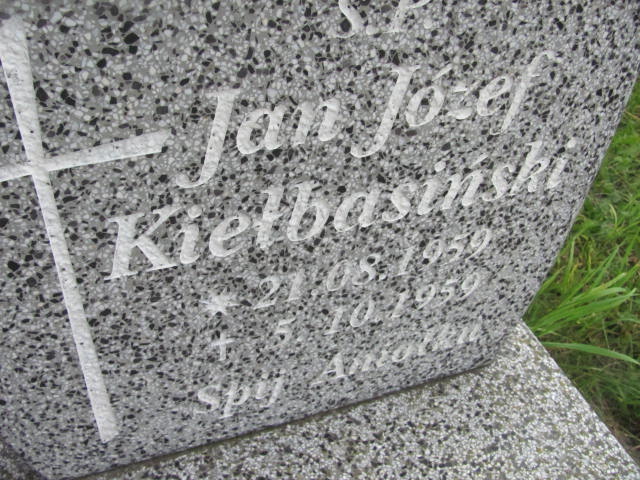 Ś.P.
Jan Józef
Kiełbasiński
* 21.08.1959
+ 5.10.1959
Śpij Aniołku